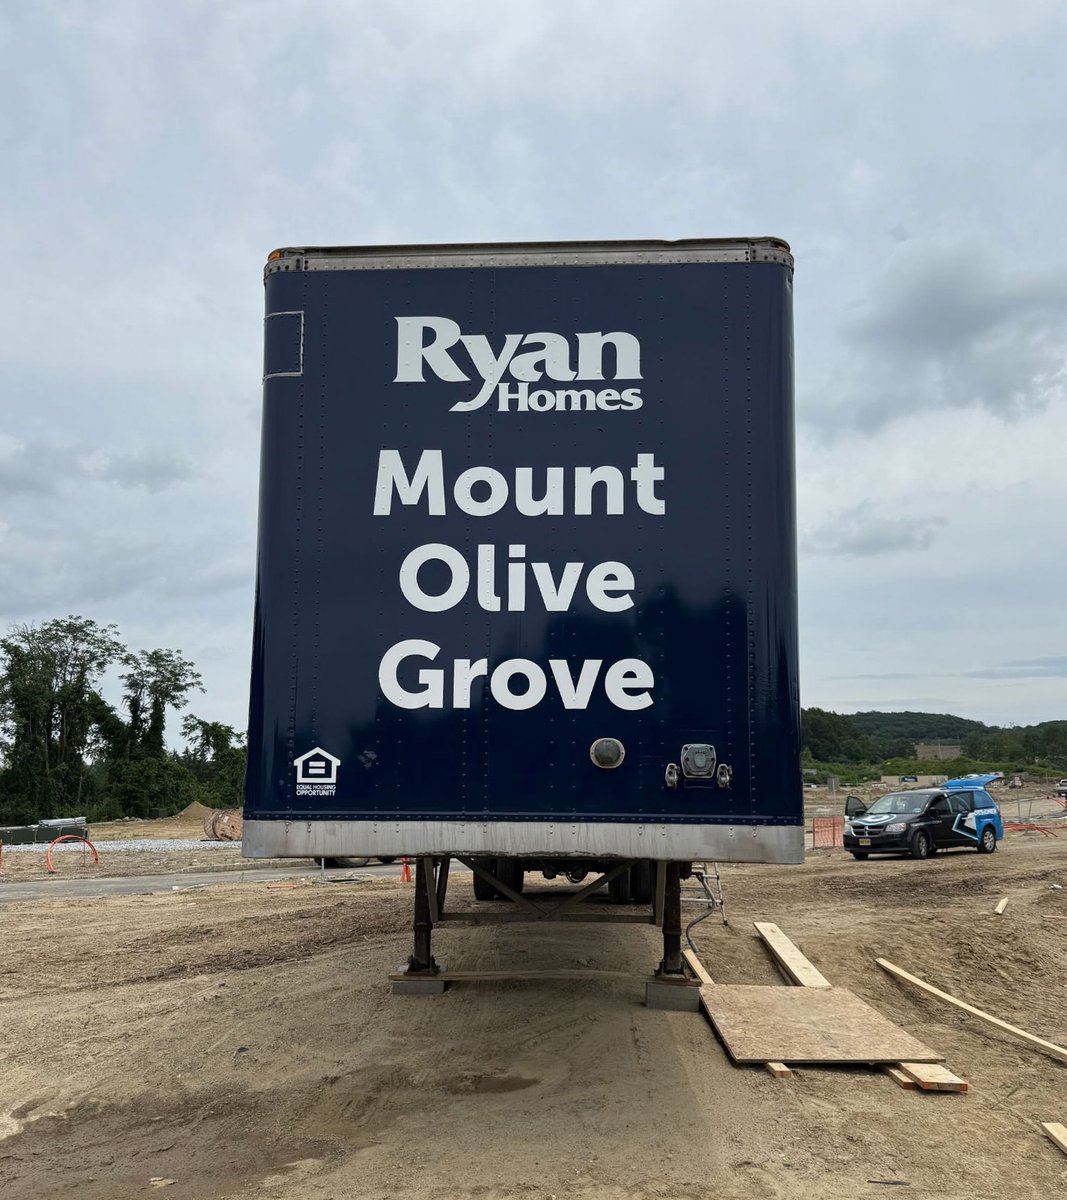 Ryan
Homes
Mount
Olive
Grove
EQUAL HOUSING
OPPORTUNITY